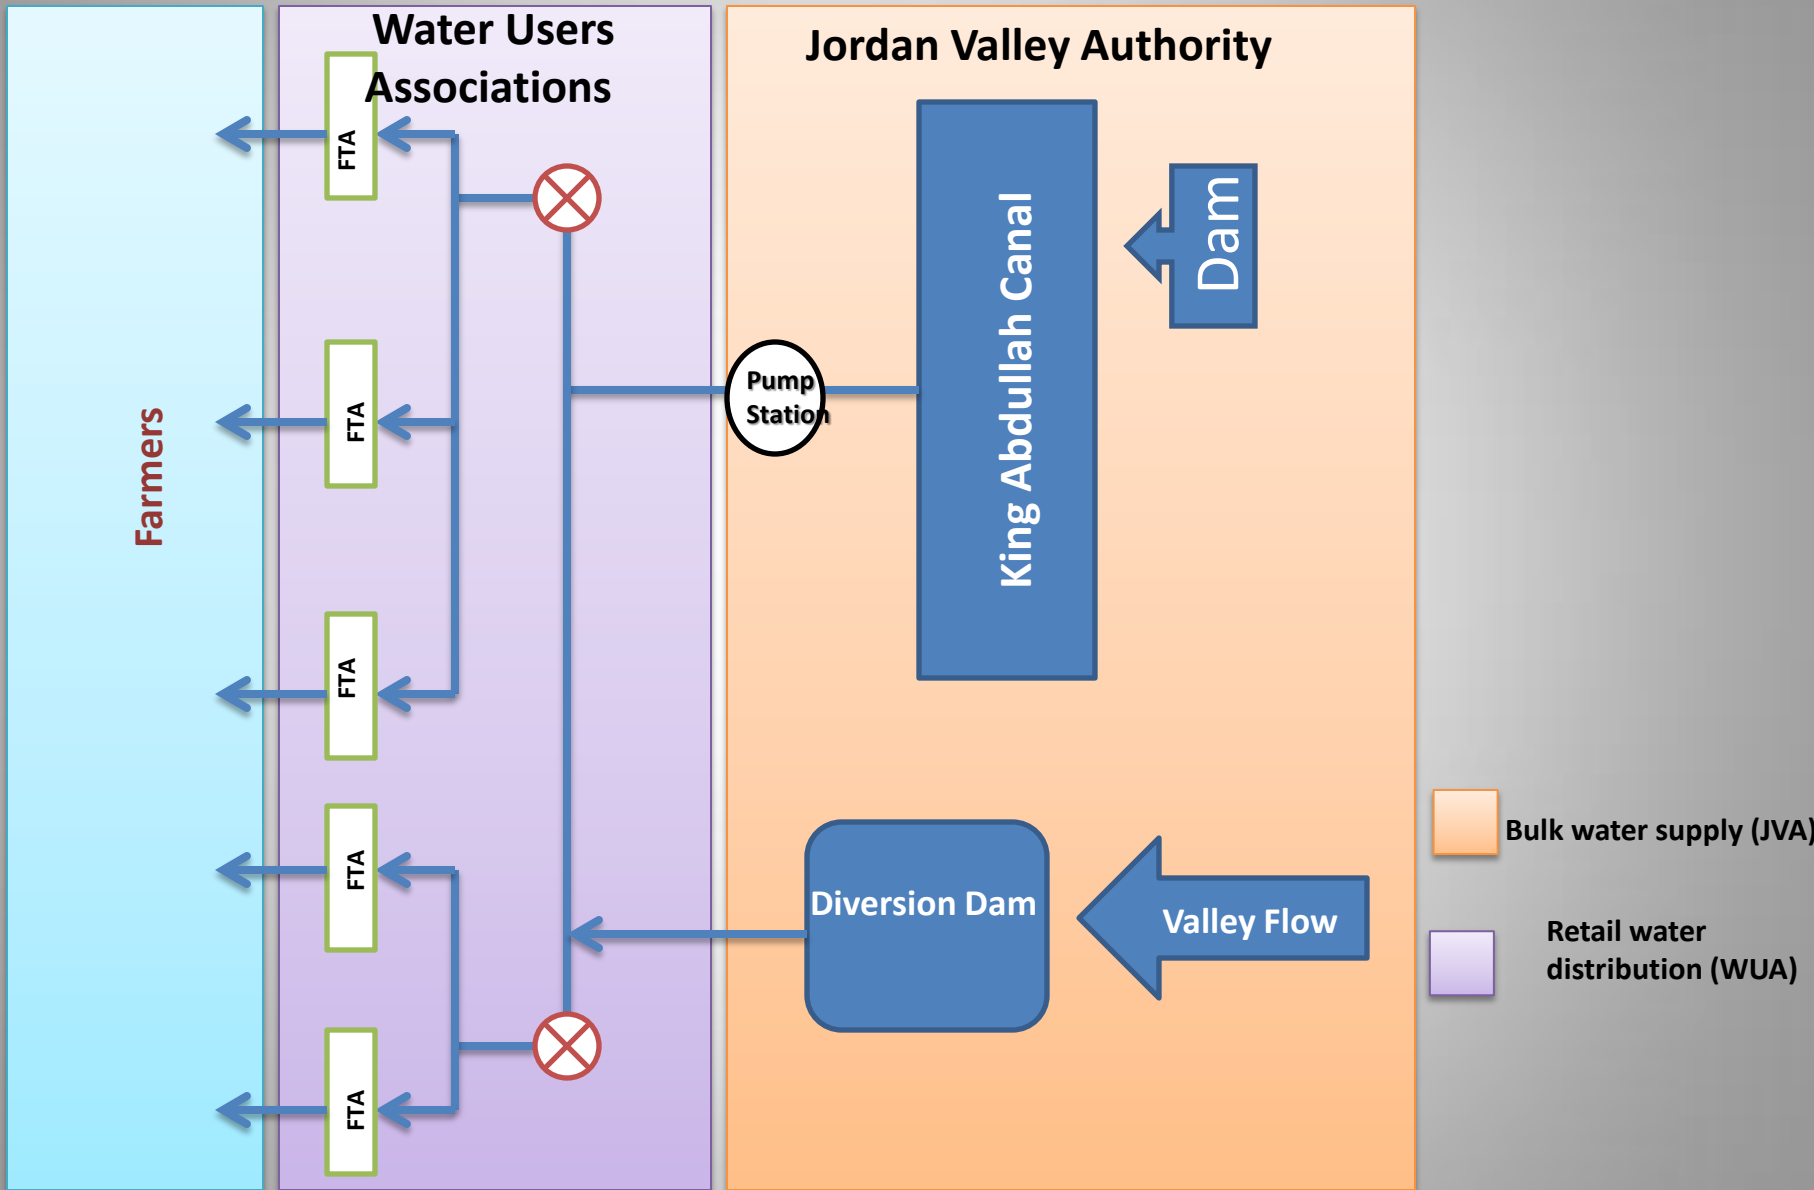 Water Users
Associations
Jordan Valley Authority
FTA
FTA
FTA
FTA
FTA
Farmers
Pump
Station
King Abdullah Canal
Dam
Diversion Dam
Valley Flow
Bulk water supply (JVA)
Retail water
distribution (WUA)